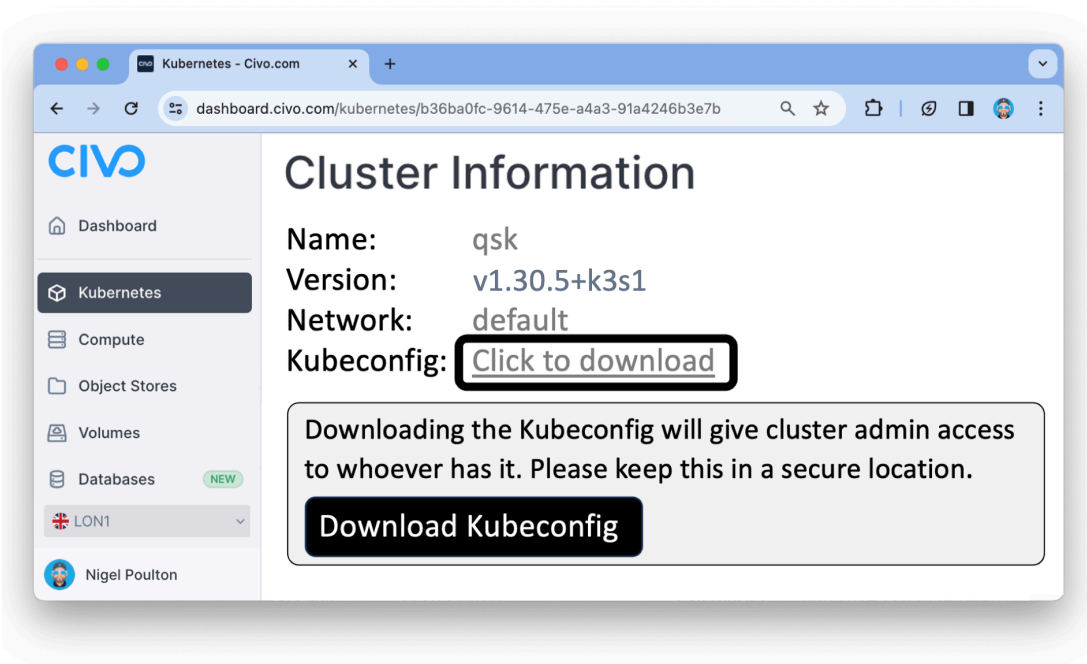 Kubernetes - Civo.com
dashboard.civo.com/kubernetes/b36ba0fc-9614-475e-a4a3-91a4246b3e7b
CIVO
Dashboard
Kubernetes
Compute
Object Stores
Volumes
Databases NEW
LON1
Nigel Poulton
Cluster Information
Name: qsk
Version: v1.30.5+k3s1
Network: default
Kubeconfig: Click to download
Downloading the Kubeconfig will give cluster admin access
to whoever has it. Please keep this in a secure location.
Download Kubeconfig